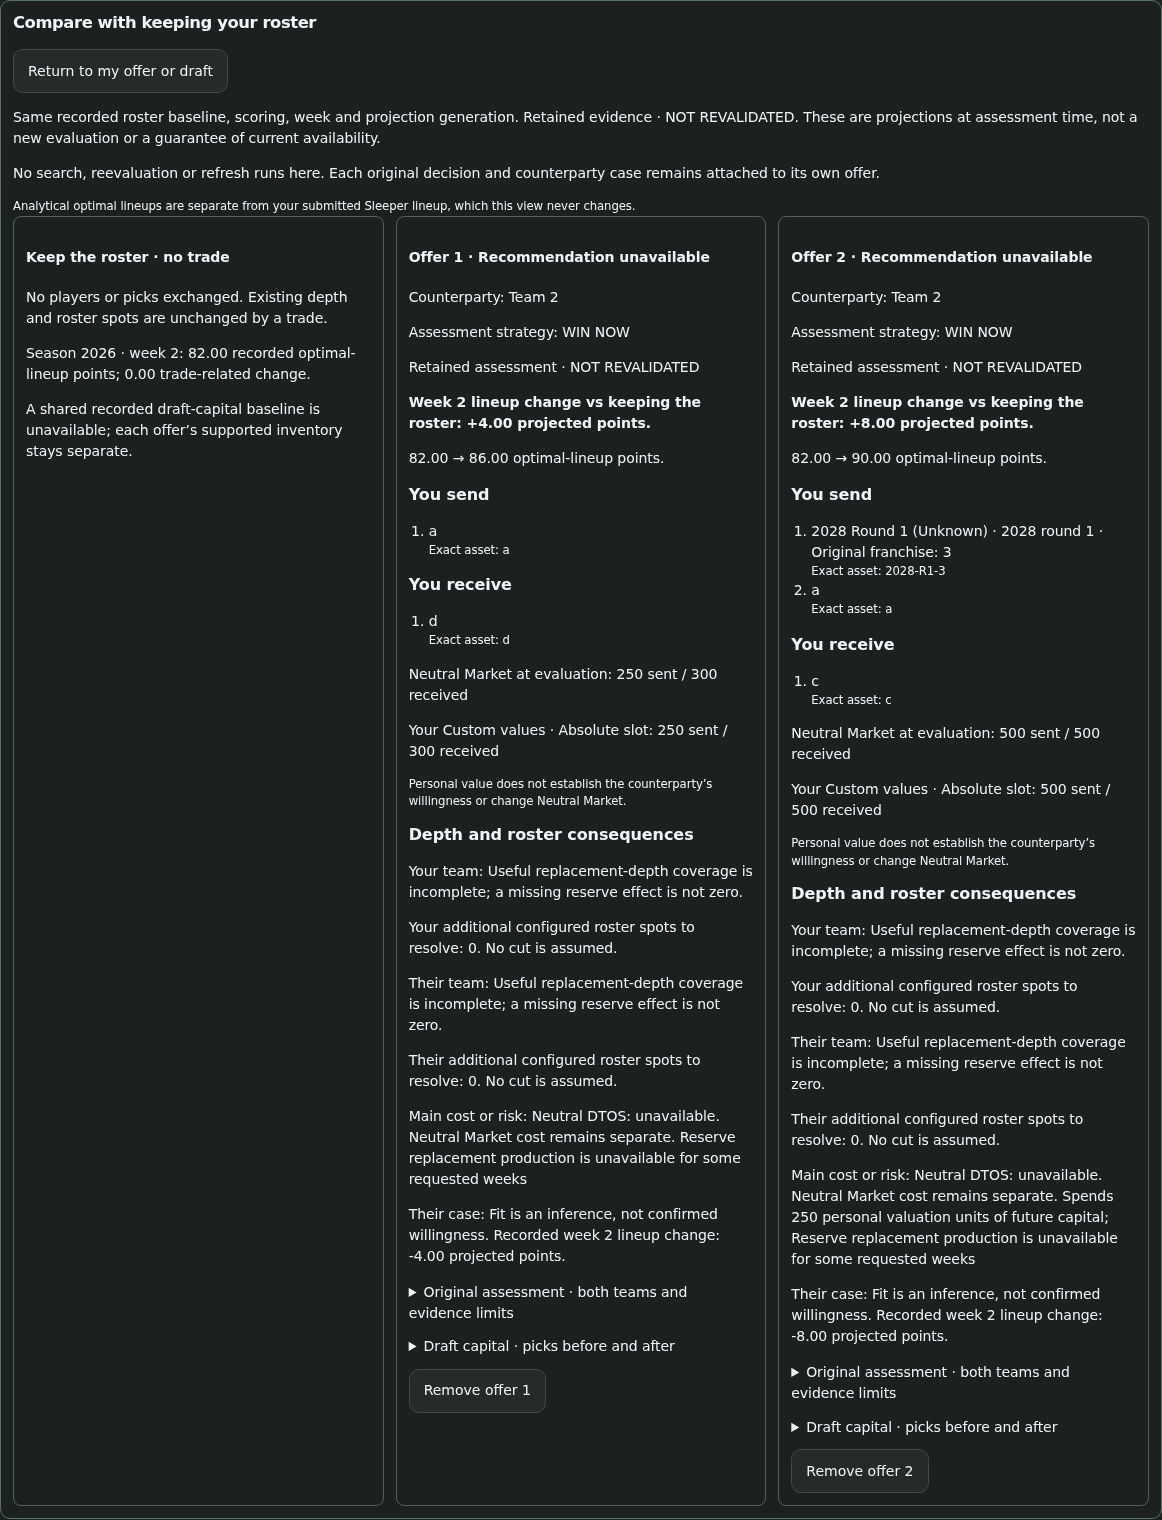 Compare with keeping your roster
Return to my offer or draft
Same recorded roster baseline, scoring, week and projection generation. Retained evidence · NOT REVALIDATED. These are projections at assessment time, not a
new evaluation or a guarantee of current availability.
No search, reevaluation or refresh runs here. Each original decision and counterparty case remains attached to its own offer.
Analytical optimal lineups are separate from your submitted Sleeper lineup, which this view never changes.
Keep the roster · no trade
No players or picks exchanged. Existing depth
and roster spots are unchanged by a trade.
Season 2026 · week 2: 82.00 recorded optimal-
lineup points; 0.00 trade-related change.
A shared recorded draft-capital baseline is
unavailable; each offer’s supported inventory
stays separate.
Offer 1 · Recommendation unavailable
Counterparty: Team 2
Assessment strategy: WIN NOW
Retained assessment · NOT REVALIDATED
Week 2 lineup change vs keeping the
roster: +4.00 projected points.
82.00 → 86.00 optimal-lineup points.
You send
1. a
Exact asset: a
You receive
1. d
Exact asset: d
Neutral Market at evaluation: 250 sent / 300
received
Your Custom values · Absolute slot: 250 sent /
300 received
Personal value does not establish the counterparty’s
willingness or change Neutral Market.
Depth and roster consequences
Your team: Useful replacement-depth coverage is
incomplete; a missing reserve effect is not zero.
Your additional configured roster spots to
resolve: 0. No cut is assumed.
Their team: Useful replacement-depth coverage
is incomplete; a missing reserve effect is not
zero.
Their additional configured roster spots to
resolve: 0. No cut is assumed.
Main cost or risk: Neutral DTOS: unavailable.
Neutral Market cost remains separate. Reserve
replacement production is unavailable for some
requested weeks
Their case: Fit is an inference, not confirmed
willingness. Recorded week 2 lineup change:
-4.00 projected points.
▶ Original assessment · both teams and
evidence limits
▶ Draft capital · picks before and after
Remove offer 1
Offer 2 · Recommendation unavailable
Counterparty: Team 2
Assessment strategy: WIN NOW
Retained assessment · NOT REVALIDATED
Week 2 lineup change vs keeping the
roster: +8.00 projected points.
82.00 → 90.00 optimal-lineup points.
You send
1. 2028 Round 1 (Unknown) · 2028 round 1 ·
Original franchise: 3
Exact asset: 2028-R1-3
2. a
Exact asset: a
You receive
1. c
Exact asset: c
Neutral Market at evaluation: 500 sent / 500
received
Your Custom values · Absolute slot: 500 sent /
500 received
Personal value does not establish the counterparty’s
willingness or change Neutral Market.
Depth and roster consequences
Your team: Useful replacement-depth coverage is
incomplete; a missing reserve effect is not zero.
Your additional configured roster spots to
resolve: 0. No cut is assumed.
Their team: Useful replacement-depth coverage
is incomplete; a missing reserve effect is not
zero.
Their additional configured roster spots to
resolve: 0. No cut is assumed.
Main cost or risk: Neutral DTOS: unavailable.
Neutral Market cost remains separate. Spends
250 personal valuation units of future capital;
Reserve replacement production is unavailable
for some requested weeks
Their case: Fit is an inference, not confirmed
willingness. Recorded week 2 lineup change:
-8.00 projected points.
▶ Original assessment · both teams and
evidence limits
▶ Draft capital · picks before and after
Remove offer 2